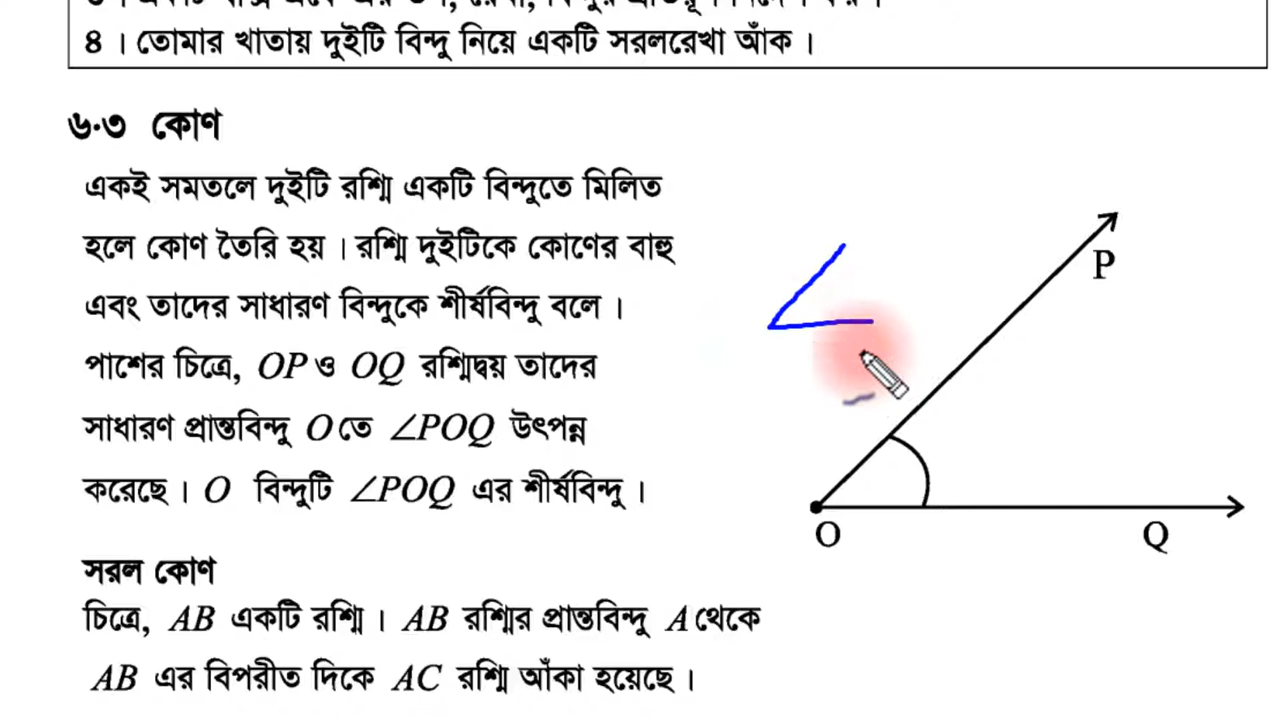 ৪ । তোমার খাতায় দুইটি বিন্দু নিয়ে একটি সরলরেখা আঁক ।
৬·৩ কোণ
একই সমতলে দুইটি রশ্মি একটি বিন্দুতে মিলিত
হলে কোণ তৈরি হয় । রশ্মি দুইটিকে কোণের বাহু
এবং তাদের সাধারণ বিন্দুকে শীর্ষবিন্দু বলে ।
পাশের চিত্রে, OP ও OQ রশ্মিদ্বয় তাদের
সাধারণ প্রান্তবিন্দু O তে ∠POQ উৎপন্ন
করেছে । O বিন্দুটি ∠POQ এর শীর্ষবিন্দু ।
P
O
Q
সরল কোণ
চিত্রে, AB একটি রশ্মি । AB রশ্মির প্রান্তবিন্দু A থেকে
AB এর বিপরীত দিকে AC রশ্মি আঁকা হয়েছে ।